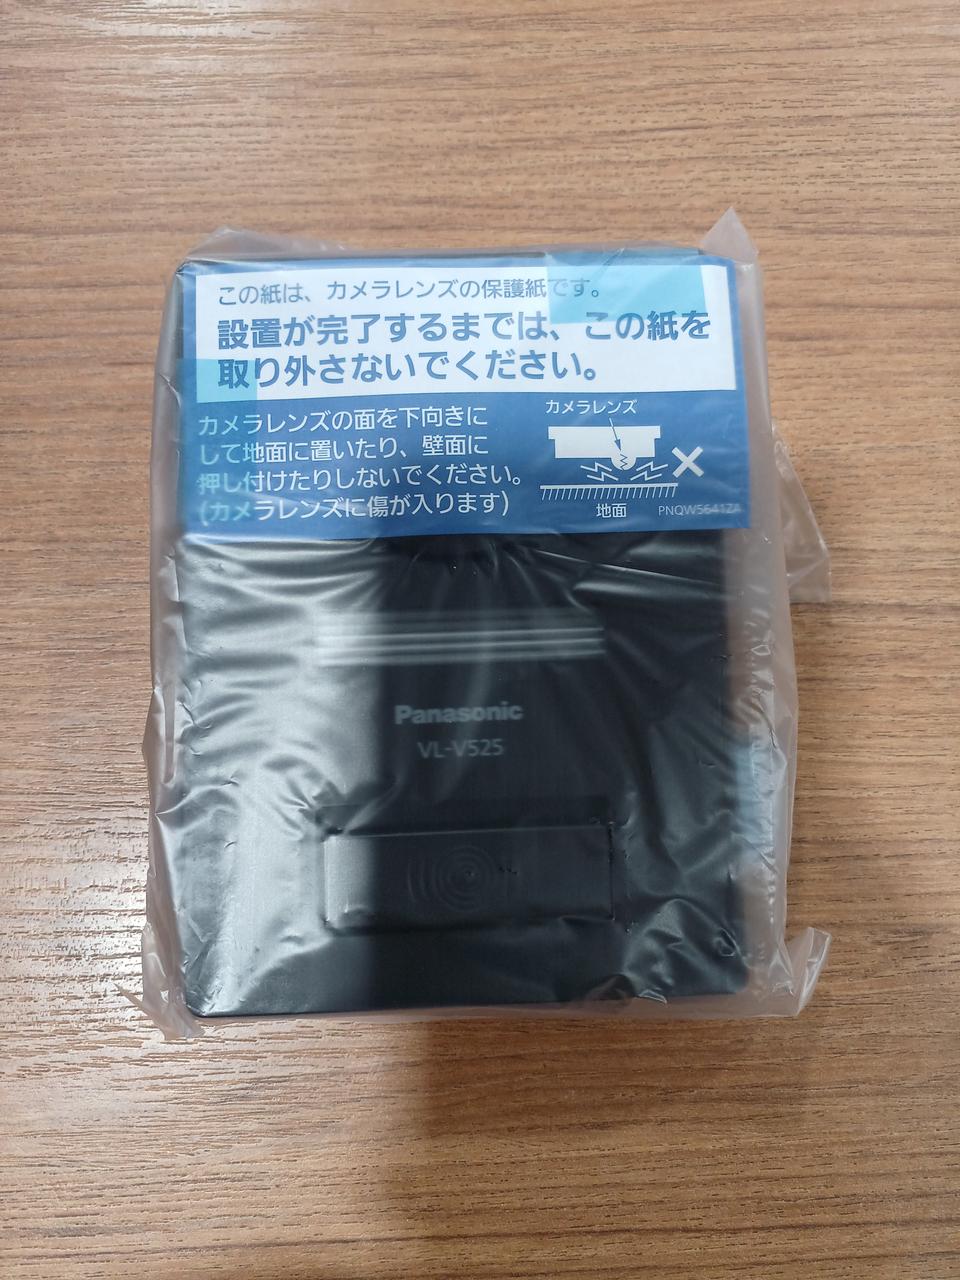 この紙は、カメラレンズの保護紙です。
設置が完了するまでは、この紙を
取り外さないでください。
カメラレンズの面を下向きに
して地面に置いたり、壁面に
押し付けたりしないでください。
(カメラレンズに傷が入ります)
カメラレンズ
地面
PNQW5641ZA
Panasonic
VL-V525